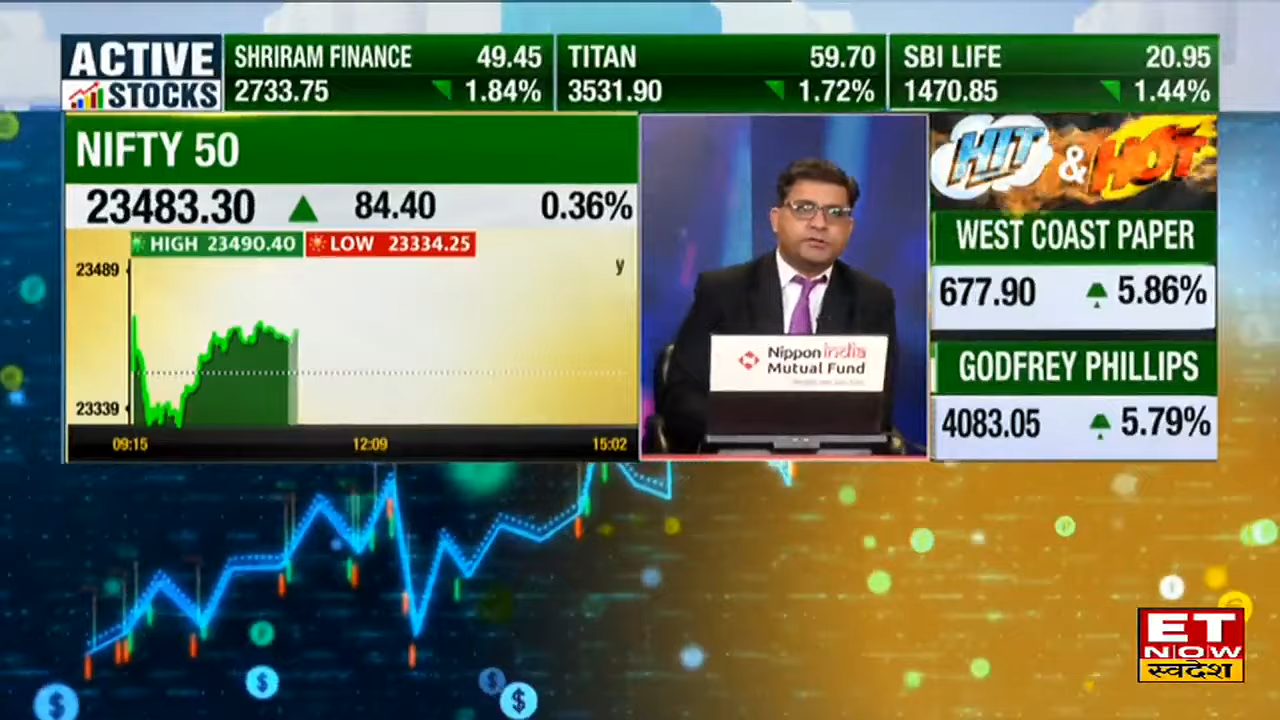 ACTIVE
STOCKS
SHRIRAM FINANCE 49.45
2733.75 1.84%
TITAN 59.70
3531.90 1.72%
SBI LIFE 20.95
1470.85 1.44%
NIFTY 50
23483.30 84.40 0.36%
HIGH 23490.40 LOW 23334.25
23489
y
23339
09:15 12:09 15:02
Nippon india
Mutual Fund
HIT & HOT
WEST COAST PAPER
677.90 5.86%
GODFREY PHILLIPS
4083.05 5.79%
ET
NOW
स्वदेश